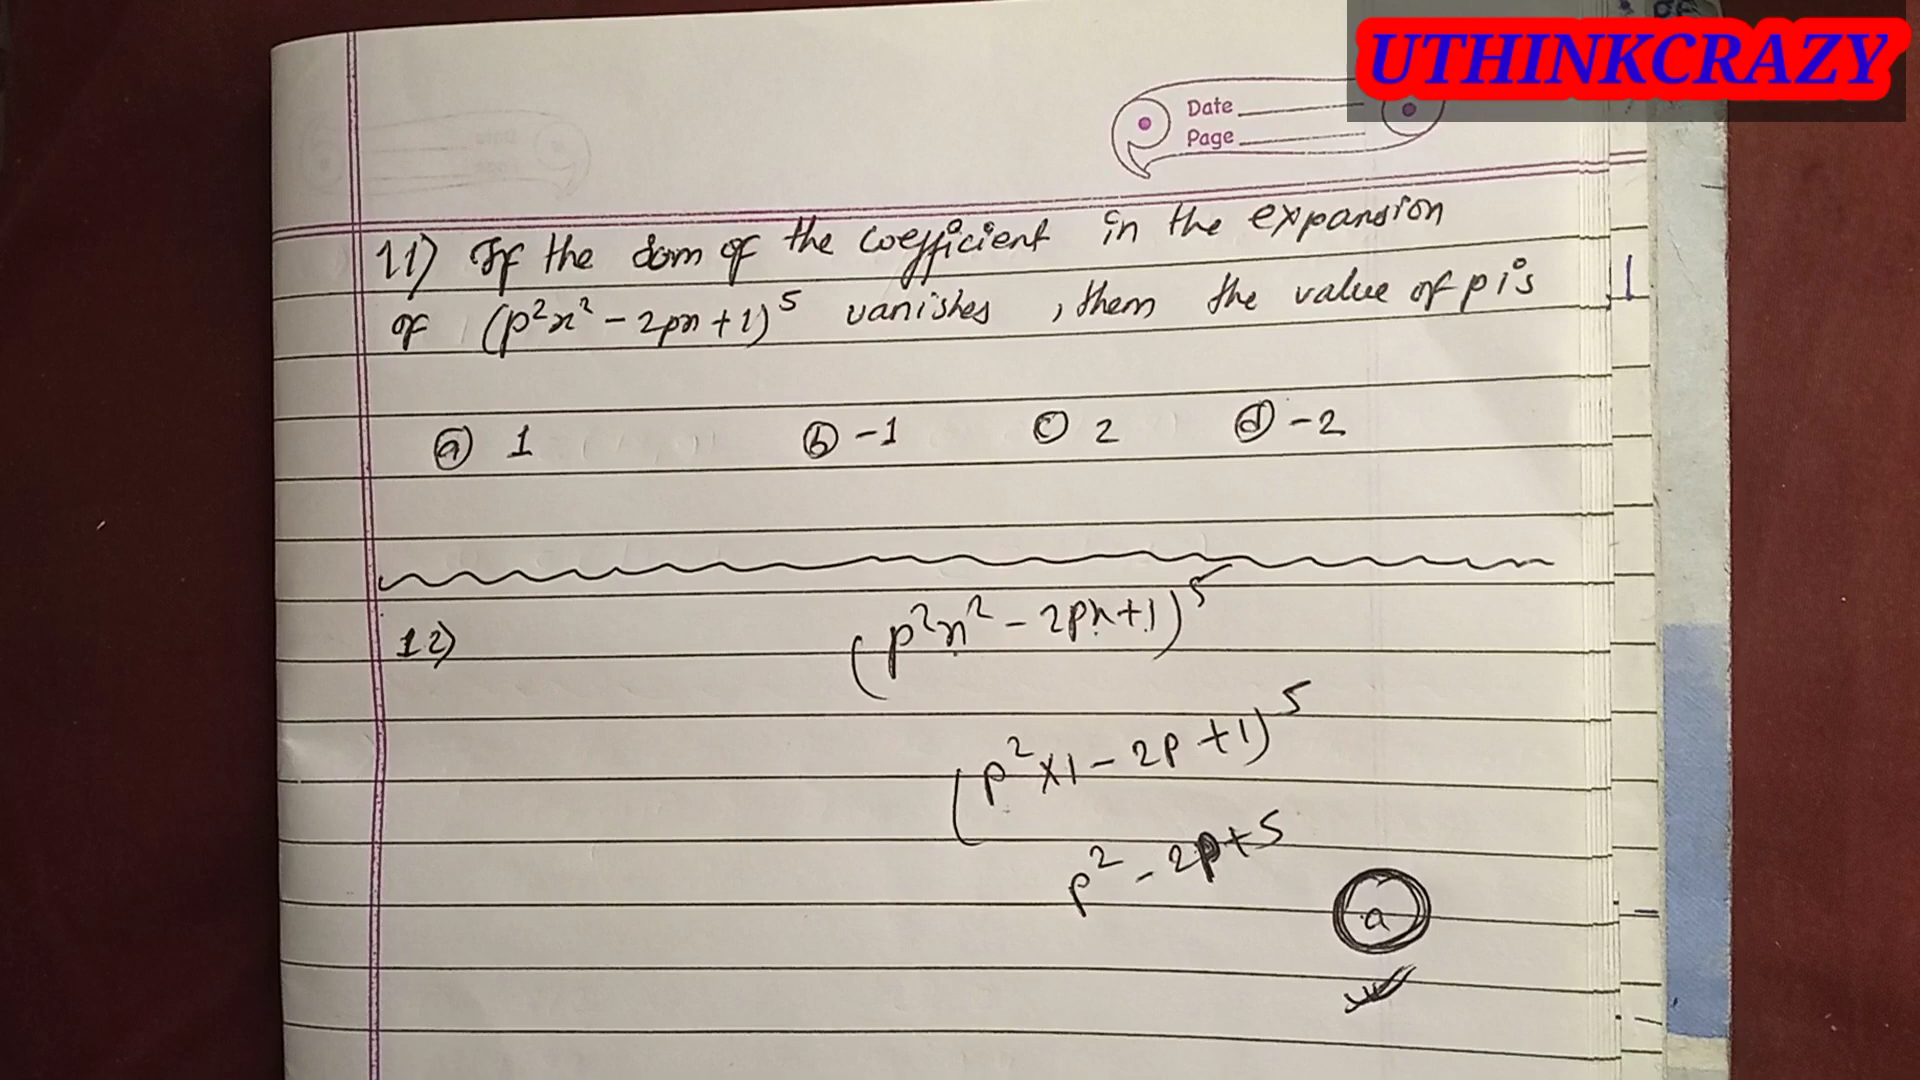 UTHINKCRAZY
Date
Page
11) If the sum of the coefficient in the expansion
of (p²x² - 2px + 1)⁵ vanishes, then the value of p is
ⓐ 1 ⓑ -1 ⓒ 2 ⓓ -2
12)
(p²x² - 2px + 1)⁵
(p² × 1 - 2p + 1)⁵
p² - 2p + 5
ⓐ